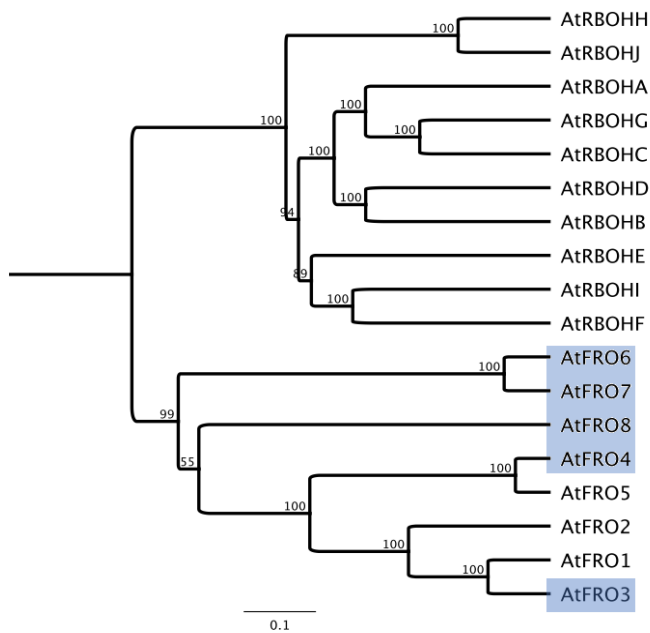 AtRBOHH
AtRBOHJ
100
AtRBOHA
100
AtRBOHG
100
100
100
AtRBOHC
AtRBOHD
100
94
AtRBOHB
AtRBOHE
89
AtRBOHI
100
AtRBOHF
AtFRO6
100
AtFRO7
99
AtFRO8
55
AtFRO4
100
AtFRO5
100
AtFRO2
100
AtFRO1
100
AtFRO3
0.1